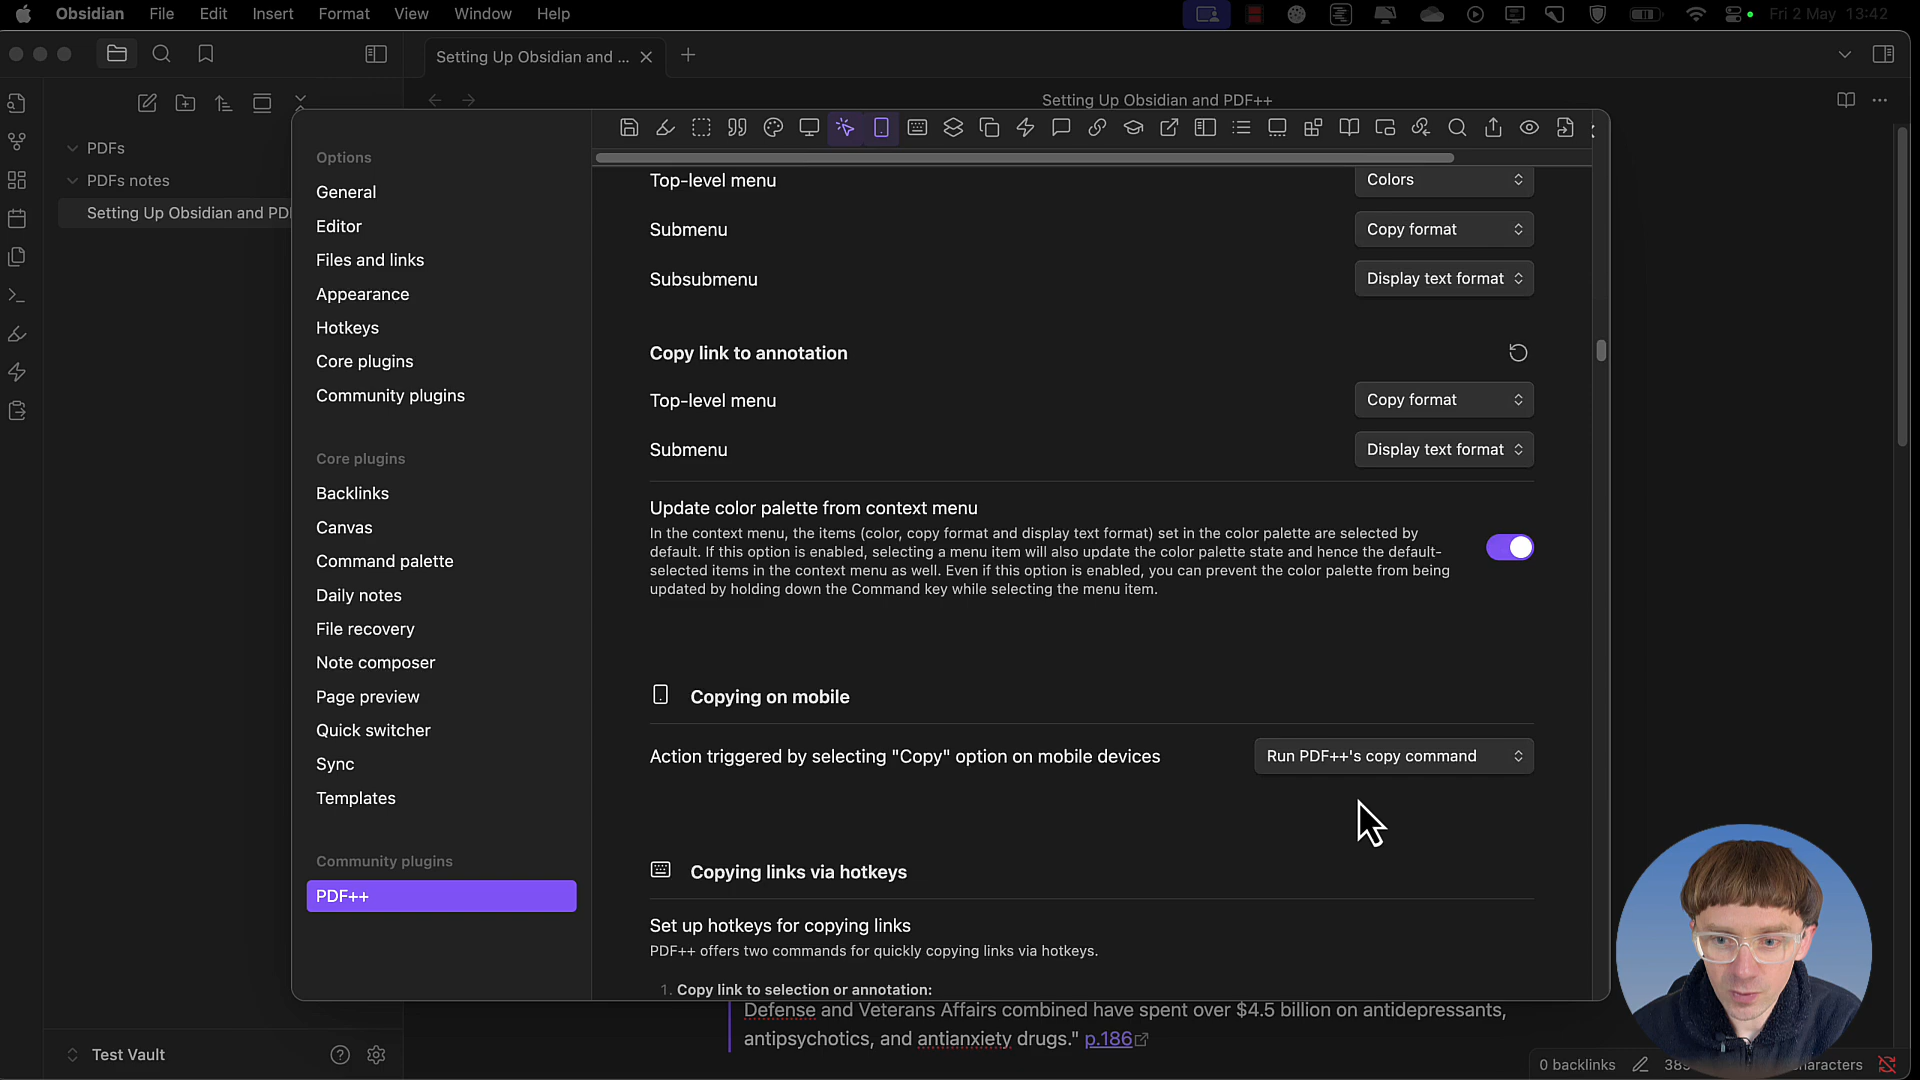 Obsidian File Edit Insert Format View Window Help
Fri 2 May 13:42
Setting Up Obsidian and ...
Setting Up Obsidian and PDF++
PDFs
PDFs notes
Setting Up Obsidian and PDF
Options
General
Editor
Files and links
Appearance
Hotkeys
Core plugins
Community plugins
Core plugins
Backlinks
Canvas
Command palette
Daily notes
File recovery
Note composer
Page preview
Quick switcher
Sync
Templates
Community plugins
PDF++
Top-level menu Colors
Submenu Copy format
Subsubmenu Display text format
Copy link to annotation
Top-level menu Copy format
Submenu Display text format
Update color palette from context menu
In the context menu, the items (color, copy format and display text format) set in the color palette are selected by
default. If this option is enabled, selecting a menu item will also update the color palette state and hence the default-
selected items in the context menu as well. Even if this option is enabled, you can prevent the color palette from being
updated by holding down the Command key while selecting the menu item.
Copying on mobile
Action triggered by selecting "Copy" option on mobile devices Run PDF++'s copy command
Copying links via hotkeys
Set up hotkeys for copying links
PDF++ offers two commands for quickly copying links via hotkeys.
1. Copy link to selection or annotation:
Defense and Veterans Affairs combined have spent over $4.5 billion on antidepressants,
antipsychotics, and antianxiety drugs." p.186
Test Vault
0 backlinks